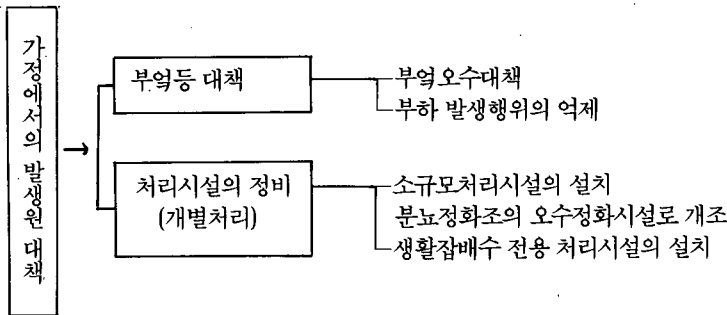 가정에서의 발생원 대책
부엌등 대책
부엌오수대책
부하 발생행위의 억제
처리시설의 정비
(개별처리)
소규모처리시설의 설치
분뇨정화조의 오수정화시설로 개조
생활잡배수 전용 처리시설의 설치